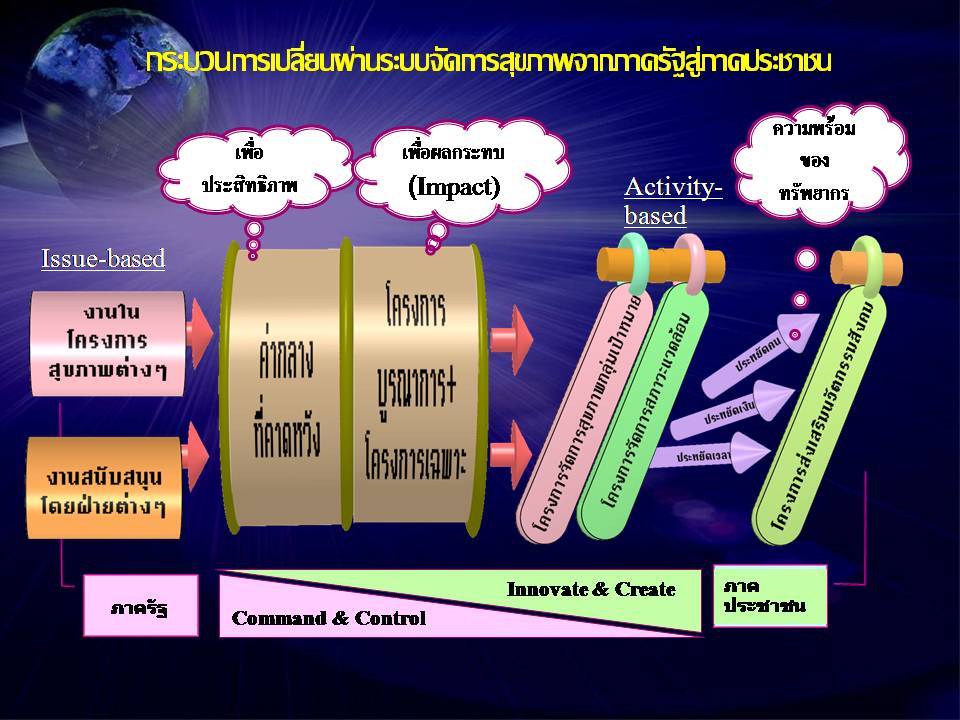 กระบวนการเปลี่ยนผ่านระบบจัดการสุขภาพจากภาครัฐสู่ภาคประชาชน
เพื่อ
ประสิทธิภาพ
เพื่อผลกระทบ
(Impact)
ความพร้อม
ของ
ทรัพยากร
Activity-
based
Issue-based
งานใน
โครงการ
สุขภาพต่างๆ
งานสนับสนุน
โดยฝ่ายต่างๆ
ค่ากลาง
ที่คาดหวัง
โครงการ
บูรณาการ+
โครงการเฉพาะ
โครงการจัดการสุขภาพกลุ่มเป้าหมาย
โครงการจัดการสภาวะแวดล้อม
ประหยัดคน
ประหยัดเงิน
ประหยัดเวลา
โครงการส่งเสริมนวัตกรรมสังคม
ภาครัฐ
Innovate & Create
Command & Control
ภาค
ประชาชน